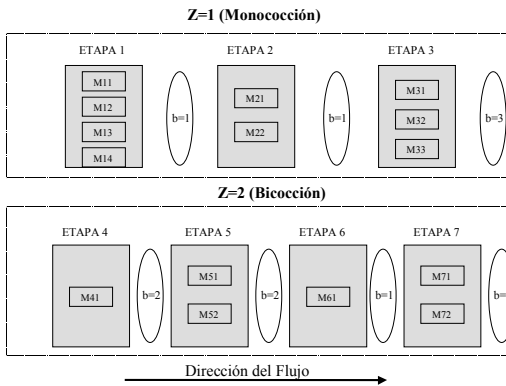 Z=1 (Monococción)
ETAPA 1 ETAPA 2 ETAPA 3
M11
M12
M13
M14
b=1
M21
M22
b=1
M31
M32
M33
b=3
Z=2 (Bicocción)
ETAPA 4 ETAPA 5 ETAPA 6 ETAPA 7
M41
b=2
M51
M52
b=2
M61
b=1
M71
M72
b=
Dirección del Flujo